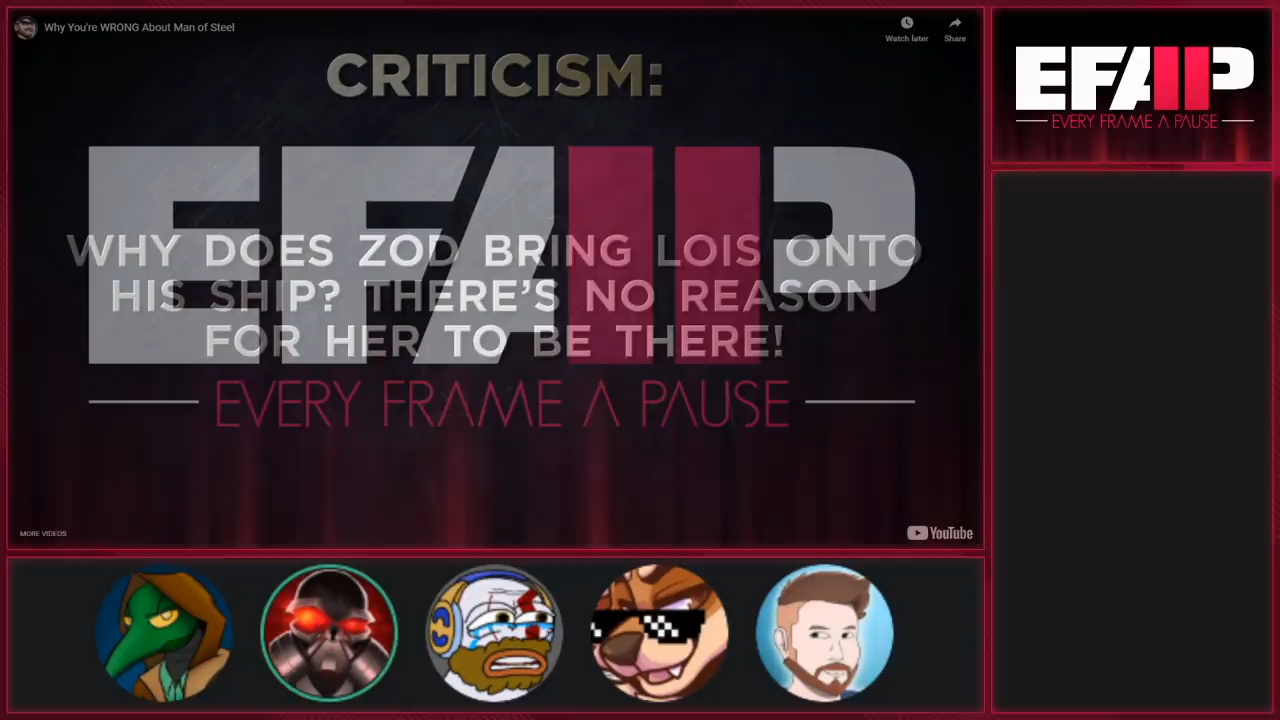 Why You're WRONG About Man of Steel
Watch later
Share
CRITICISM:
EFAP
WHY DOES ZOD BRING LOIS ONTO
HIS SHIP? THERE'S NO REASON
FOR HER TO BE THERE!
EVERY FRAME A PAUSE
MORE VIDEOS
YouTube
EFAP
EVERY FRAME A PAUSE